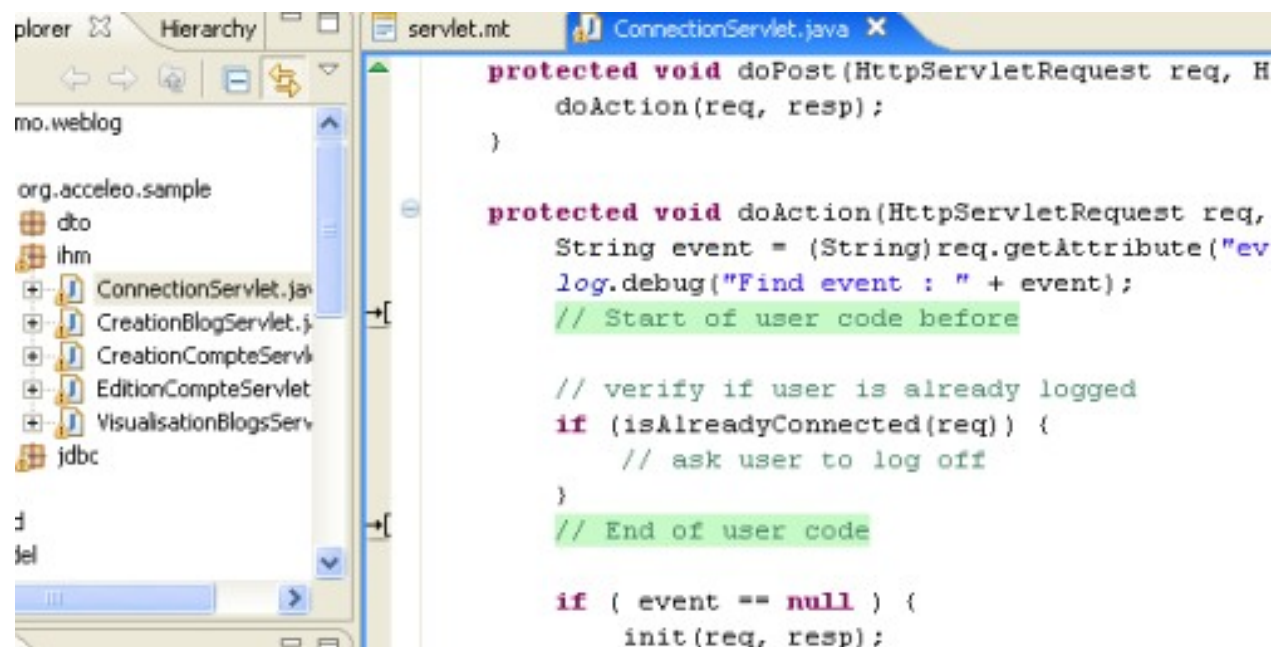 plorer Hierarchy
servlet.mt ConnectionServlet.java
mo.weblog
org.acceleo.sample
dto
ihm
ConnectionServlet.jav
CreationBlogServlet.j
CreationCompteServl
EditionCompteServlet
VisualisationBlogsServ
jdbc
d
del
protected void doPost(HttpServletRequest req, H
doAction(req, resp);
}
protected void doAction(HttpServletRequest req,
String event = (String)req.getAttribute("ev
log.debug("Find event : " + event);
// Start of user code before
// verify if user is already logged
if (isAlreadyConnected(req)) {
// ask user to log off
}
// End of user code
if ( event == null ) {
init(req, resp);